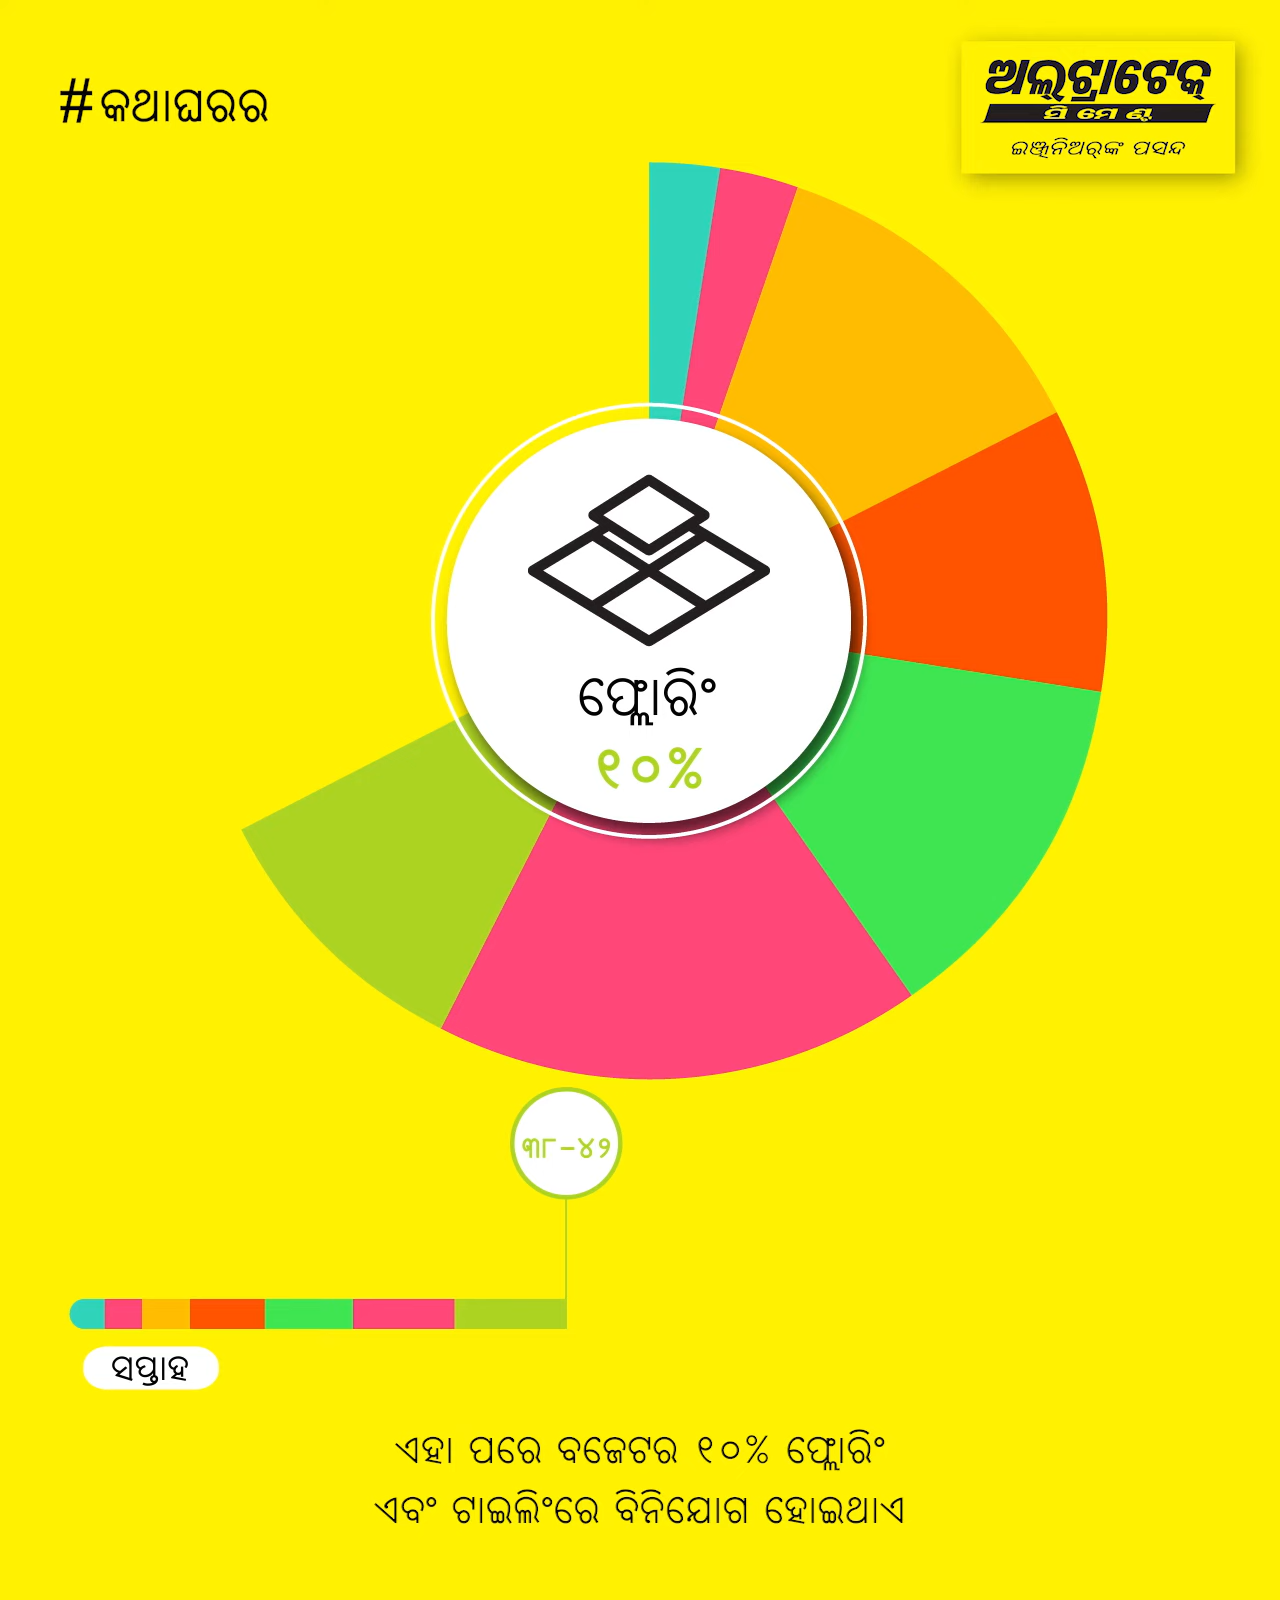 #କଥାଘରର
ଅଲ୍‌ଟ୍ରାଟେକ୍
ସିମେଣ୍ଟ
ଇଞ୍ଜିନିଅର୍‌ଙ୍କ ପସନ୍ଦ
ଫ୍ଲୋରିଂ
୧୦%
୩୮-୪୨
ସପ୍ତାହ
ଏହା ପରେ ବଜେଟର ୧୦% ଫ୍ଲୋରିଂ
ଏବଂ ଟାଇଲିଂରେ ବିନିଯୋଗ ହୋଇଥାଏ